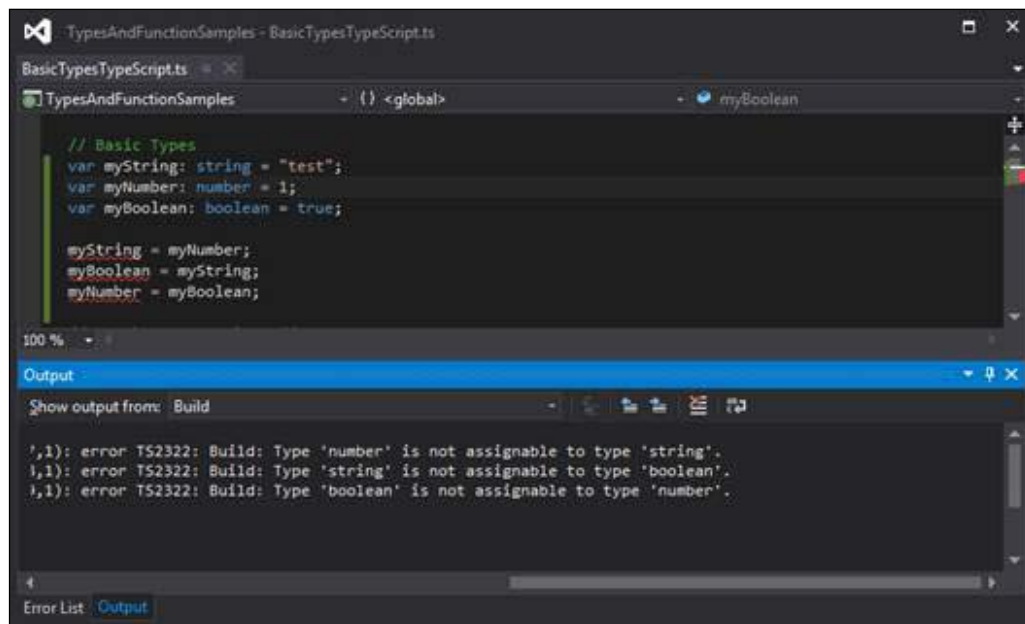 TypesAndFunctionSamples - BasicTypesTypeScript.ts
BasicTypesTypeScript.ts
TypesAndFunctionSamples {} <global> myBoolean
// Basic Types
var myString: string = "test";
var myNumber: number = 1;
var myBoolean: boolean = true;
myString = myNumber;
myBoolean = myString;
myNumber = myBoolean;
100 %
Output
Show output from: Build
,1): error TS2322: Build: Type 'number' is not assignable to type 'string'.
,1): error TS2322: Build: Type 'string' is not assignable to type 'boolean'.
,1): error TS2322: Build: Type 'boolean' is not assignable to type 'number'.
Error List Output